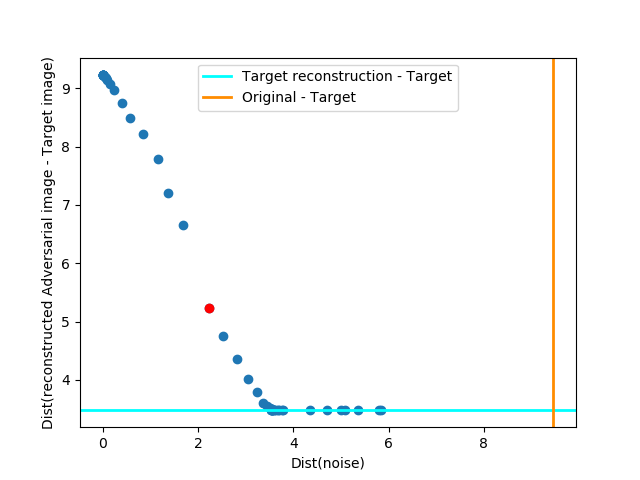 Target reconstruction - Target
Original - Target
Dist(reconstructed Adversarial image - Target image)
9
8
7
6
5
4
0 2 4 6 8
Dist(noise)